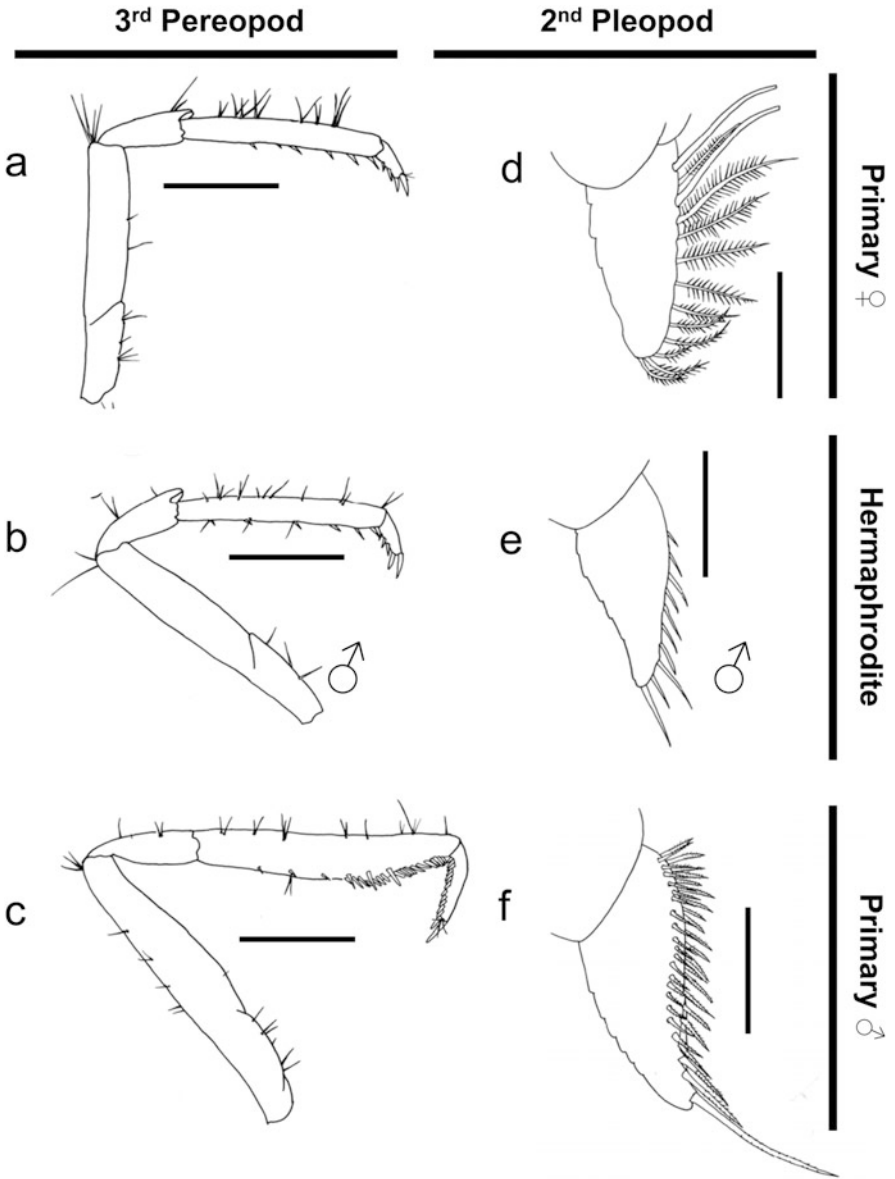 3rd Pereopod
2nd Pleopod
a
d
Primary ♀
b
♂
e
♂
Hermaphrodite
c
f
Primary ♂